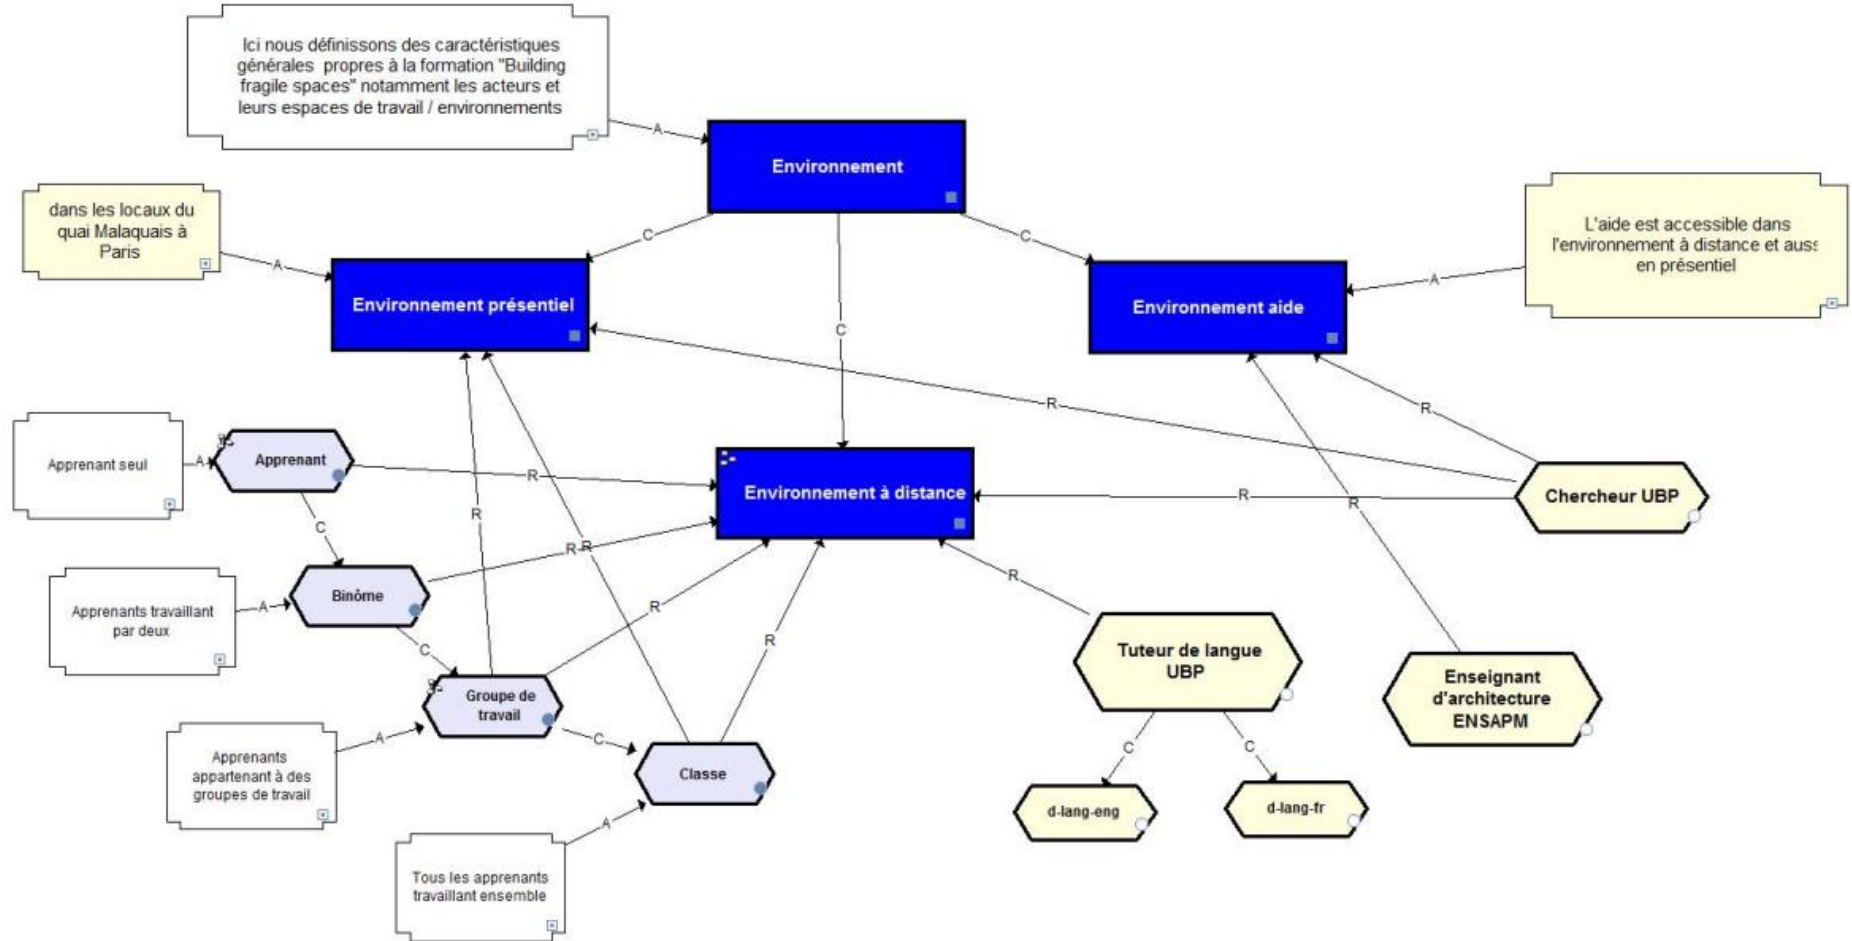 Ici nous définissons des caractéristiques
générales propres à la formation "Building
fragile spaces" notamment les acteurs et
leurs espaces de travail / environnements
A
Environnement
dans les locaux du
quai Malaquais à
Paris
A
C
C
C
L'aide est accessible dans
l'environnement à distance et auss
en présentiel
A
Environnement présentiel
Environnement aide
R
R
Apprenant seul
A
Apprenant
R
R
Environnement à distance
R
R
Chercheur UBP
C
R
R
Apprenants travaillant
par deux
A
Binôme
R
R
C
Groupe de
travail
R
Tuteur de langue
UBP
Enseignant
d'architecture
ENSAPM
Apprenants
appartenant à des
groupes de travail
A
C
Classe
C
C
d-lang-eng
d-lang-fr
A
Tous les apprenants
travaillant ensemble